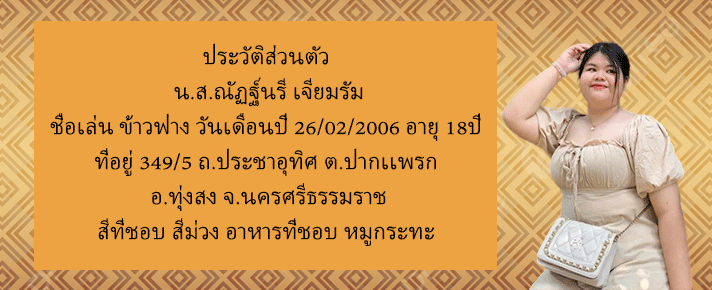 ประวัติส่วนตัว
น.ส.ณัฏฐ์นรี เจียมรัม
ชื่อเล่น ข้าวฟาง วันเดือนปี 26/02/2006 อายุ 18ปี
ที่อยู่ 349/5 ถ.ประชาอุทิศ ต.ปากแพรก
อ.ทุ่งสง จ.นครศรีธรรมราช
สีที่ชอบ สีม่วง อาหารที่ชอบ หมูกระทะ